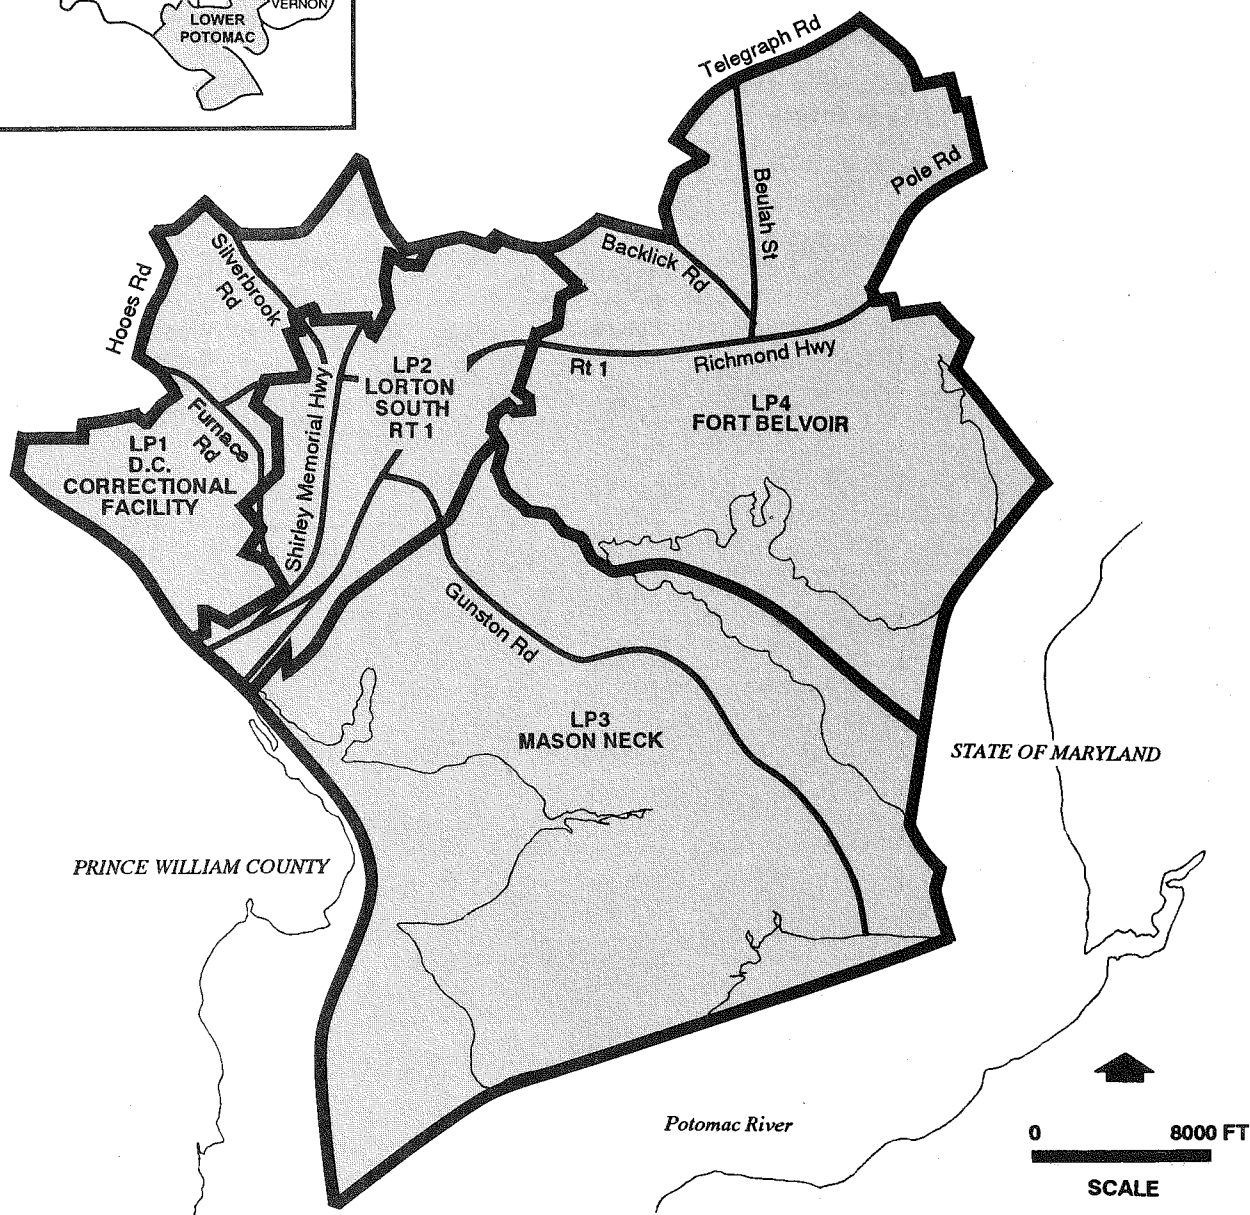 VERNON
LOWER
POTOMAC
Telegraph Rd
Pole Rd
Beulah St
Backlick Rd
Silverbrook
Rd
Hooes Rd
Richmond Hwy
Rt 1
LP2
LORTON
SOUTH
RT 1
LP4
FORT BELVOIR
Furnace
Rd
Shirley Memorial Hwy
LP1
D.C.
CORRECTIONAL
FACILITY
Gunston Rd
LP3
MASON NECK
STATE OF MARYLAND
PRINCE WILLIAM COUNTY
Potomac River
0 8000 FT
SCALE